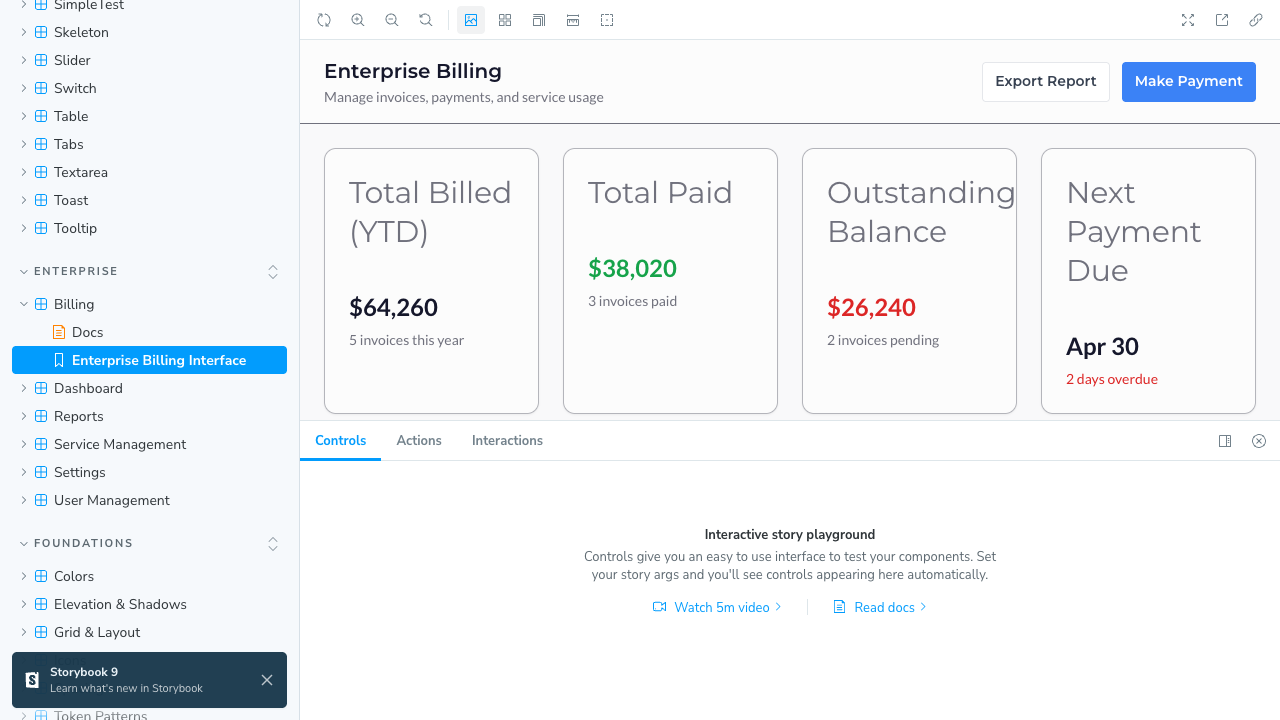 SimpleTest
Skeleton
Slider
Switch
Table
Tabs
Textarea
Toast
Tooltip
ENTERPRISE
Billing
Docs
Enterprise Billing Interface
Dashboard
Reports
Service Management
Settings
User Management
FOUNDATIONS
Colors
Elevation & Shadows
Grid & Layout
Storybook 9
Learn what's new in Storybook
Token Patterns
Enterprise Billing
Manage invoices, payments, and service usage
Export Report
Make Payment
Total Billed
(YTD)
$64,260
5 invoices this year
Total Paid
$38,020
3 invoices paid
Outstanding
Balance
$26,240
2 invoices pending
Next
Payment
Due
Apr 30
2 days overdue
Controls
Actions
Interactions
Interactive story playground
Controls give you an easy to use interface to test your components. Set
your story args and you'll see controls appearing here automatically.
Watch 5m video
Read docs